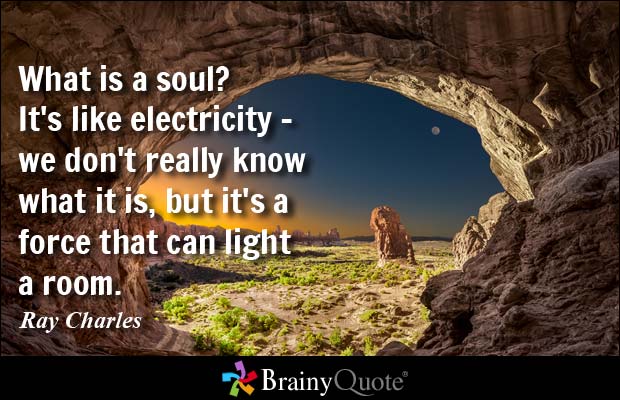 What is a soul?
It's like electricity -
we don't really know
what it is, but it's a
force that can light
a room.
Ray Charles
BrainyQuote®